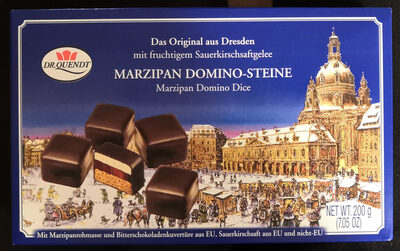 DR. QUENDT
Das Original aus Dresden
mit fruchtigem Sauerkirschsaftgelee
MARZIPAN DOMINO-STEINE
Marzipan Domino Dice
NET WT. 200 g
(7.05 OZ)
Mit Marzipanrohmasse und Bitterschokoladenkuvertüre aus EU, Sauerkirschsaft aus EU und nicht-EU